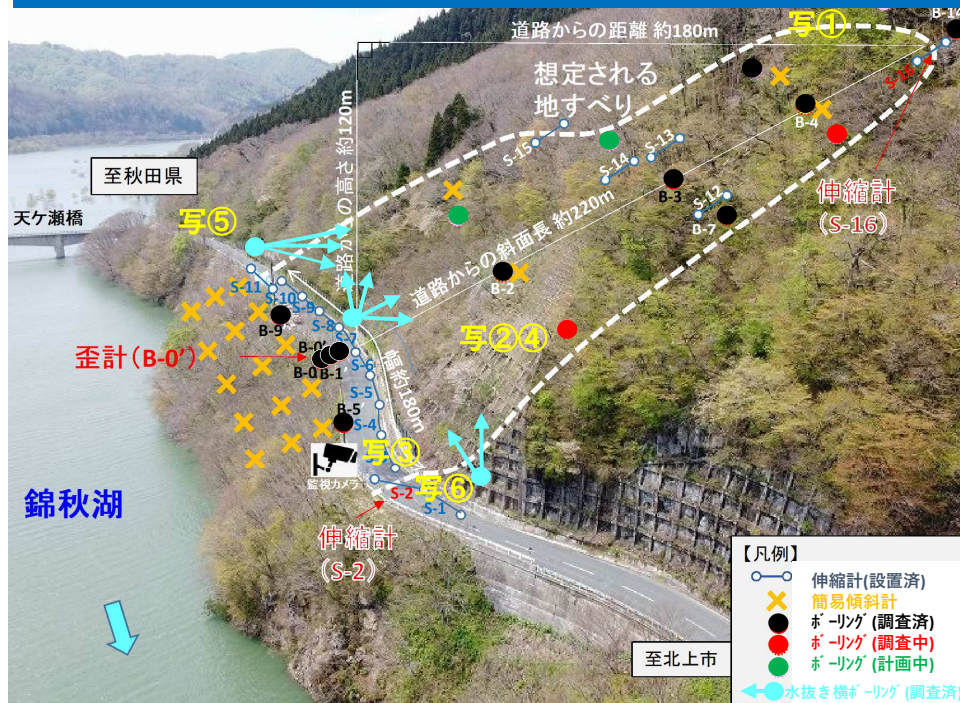 道路からの距離 約180m
写①
B-14
想定される
地すべり
S-16
B-4
至秋田県
道路からの高さ 約120m
S-15
S-13
S-14
B-3
伸縮計
(S-16)
天ケ瀬橋
写⑤
S-12
B-7
道路からの斜面長 約220m
B-2
S-11
S-10
S-9
B-9
S-8
S-7
写②④
歪計(B-0')
B-0'
B-0
B-1
S-6
幅約180m
S-5
B-5
S-4
写③
監視カメラ
S-2
写⑥
S-1
錦秋湖
伸縮計
(S-2)
至北上市
【凡例】
伸縮計(設置済)
簡易傾斜計
ボーリング(調査済)
ボーリング(調査中)
ボーリング(計画中)
水抜き横ボーリング(調査済)